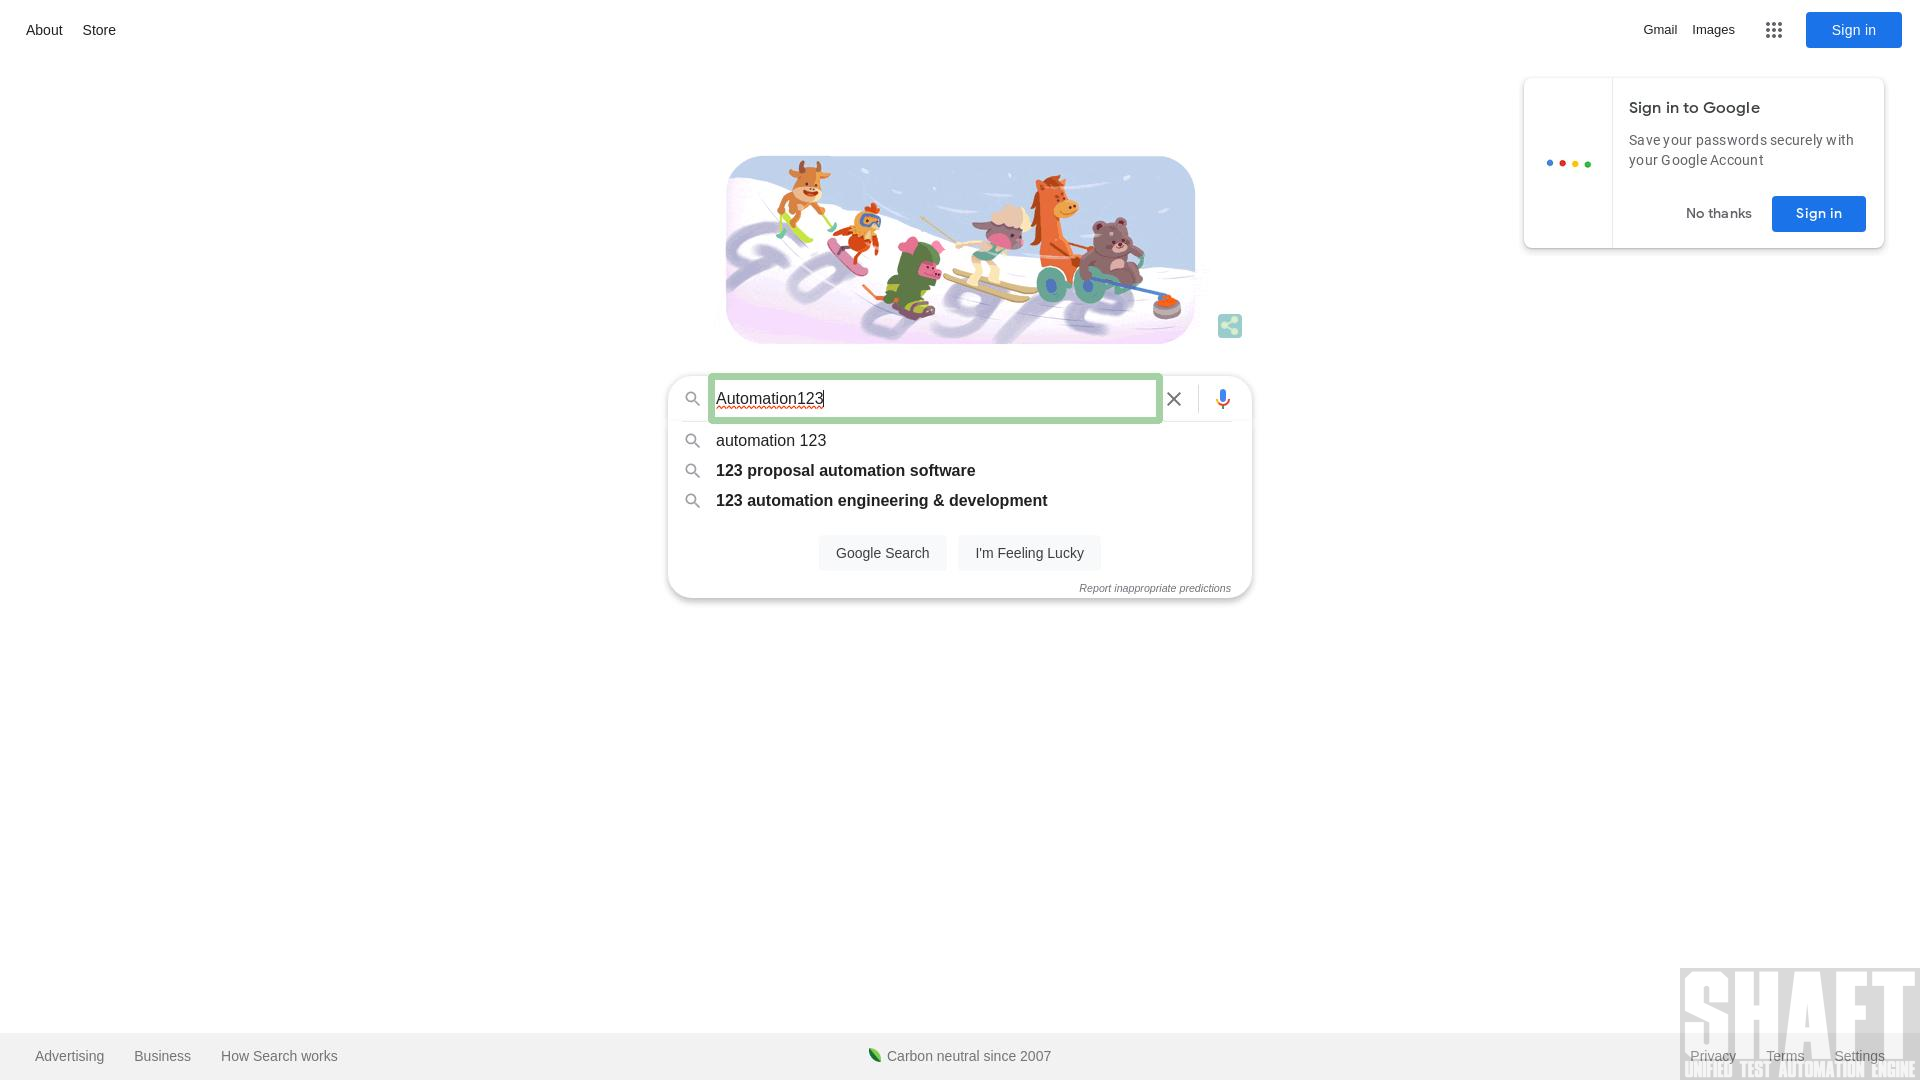 About Store
Gmail Images Sign in
Sign in to Google
Save your passwords securely with
your Google Account
No thanks Sign in
Google
Automation123
automation 123
123 proposal automation software
123 automation engineering & development
Google Search I'm Feeling Lucky
Report inappropriate predictions
Advertising Business How Search works
Carbon neutral since 2007
Privacy Terms Settings
SHAFT
UNIFIED TEST AUTOMATION ENGINE